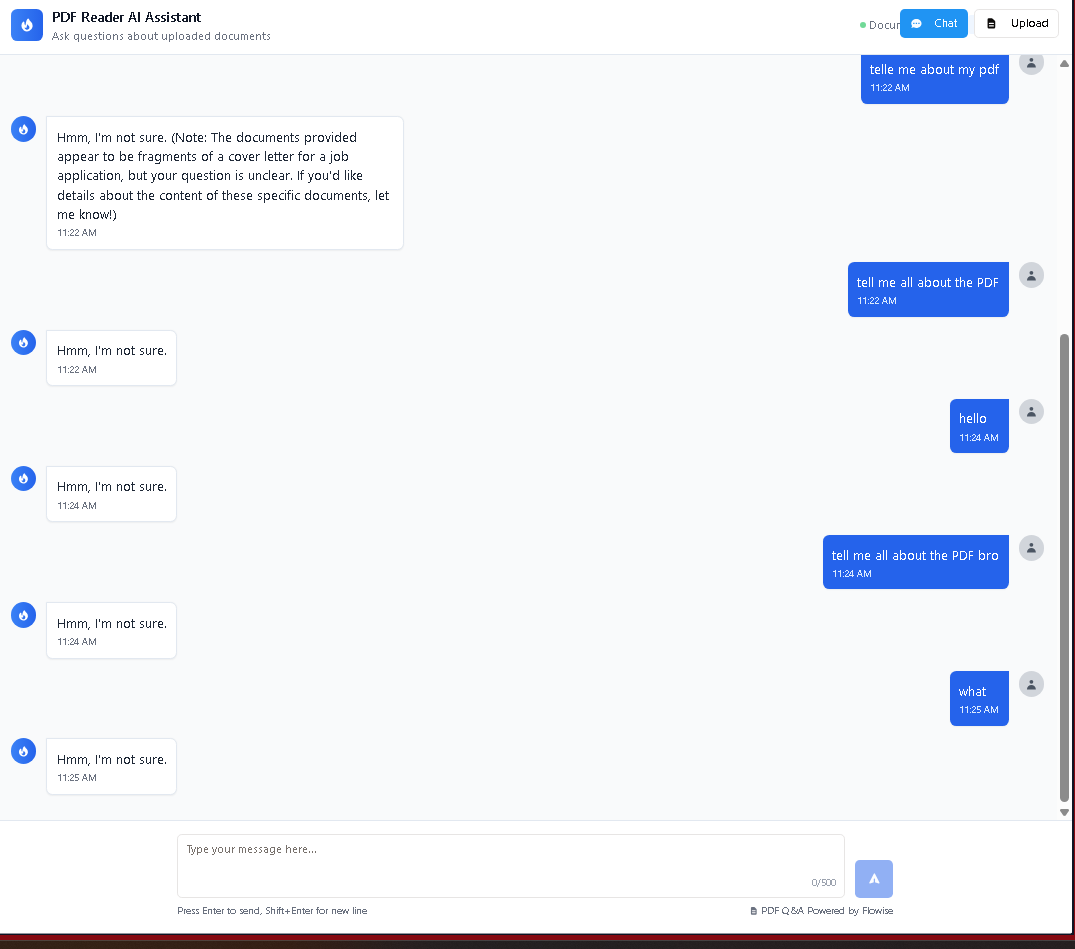 PDF Reader AI Assistant
Ask questions about uploaded documents
Docur
Chat
Upload
telle me about my pdf
11:22 AM
Hmm, I'm not sure. (Note: The documents provided
appear to be fragments of a cover letter for a job
application, but your question is unclear. If you'd like
details about the content of these specific documents, let
me know!)
11:22 AM
tell me all about the PDF
11:22 AM
Hmm, I'm not sure.
11:22 AM
hello
11:24 AM
Hmm, I'm not sure.
11:24 AM
tell me all about the PDF bro
11:24 AM
Hmm, I'm not sure.
11:24 AM
what
11:25 AM
Hmm, I'm not sure.
11:25 AM
Type your message here...
0/500
Press Enter to send, Shift+Enter for new line
PDF Q&A Powered by Flowise